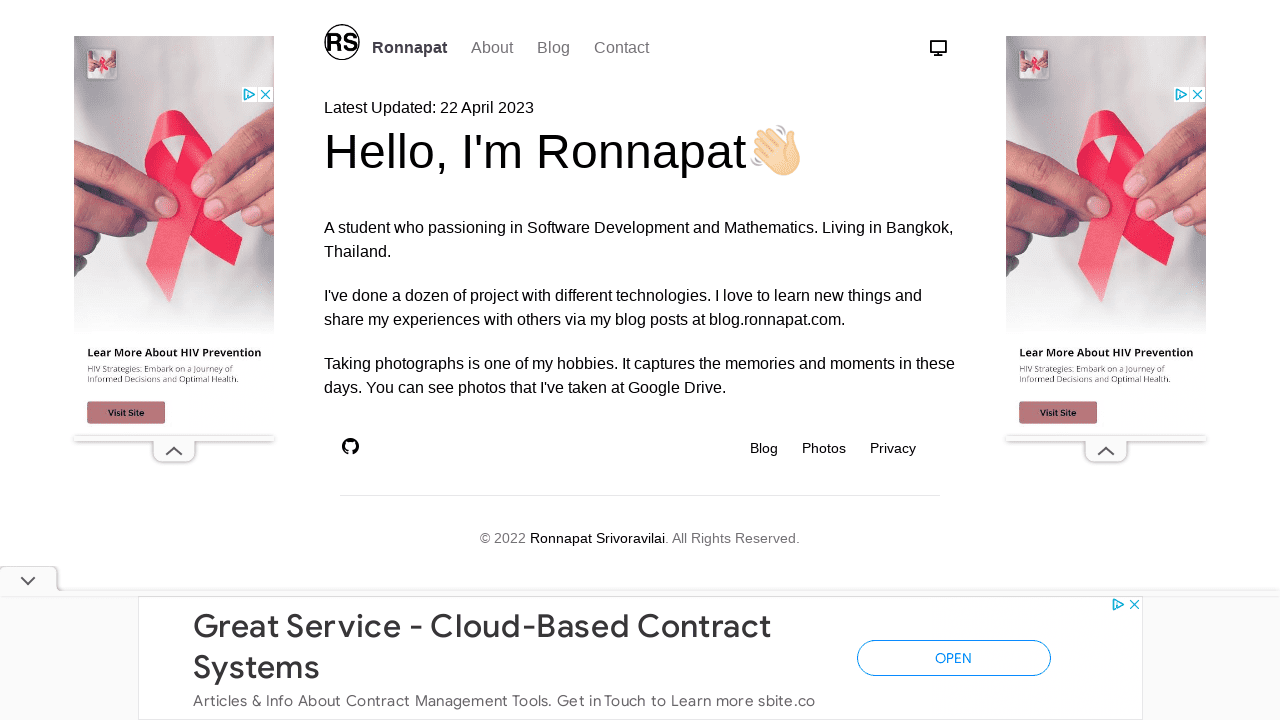 RS
Ronnapat About Blog Contact
Latest Updated: 22 April 2023
Hello, I'm Ronnapat👋🏼
A student who passioning in Software Development and Mathematics. Living in Bangkok,
Thailand.
I've done a dozen of project with different technologies. I love to learn new things and
share my experiences with others via my blog posts at blog.ronnapat.com.
Taking photographs is one of my hobbies. It captures the memories and moments in these
days. You can see photos that I've taken at Google Drive.
Blog Photos Privacy
© 2022 Ronnapat Srivoravilai. All Rights Reserved.
Lear More About HIV Prevention
HIV Strategies: Embark on a Journey of
Informed Decisions and Optimal Health.
Visit Site
Lear More About HIV Prevention
HIV Strategies: Embark on a Journey of
Informed Decisions and Optimal Health.
Visit Site
Great Service - Cloud-Based Contract
Systems
Articles & Info About Contract Management Tools. Get in Touch to Learn more sbite.co
OPEN